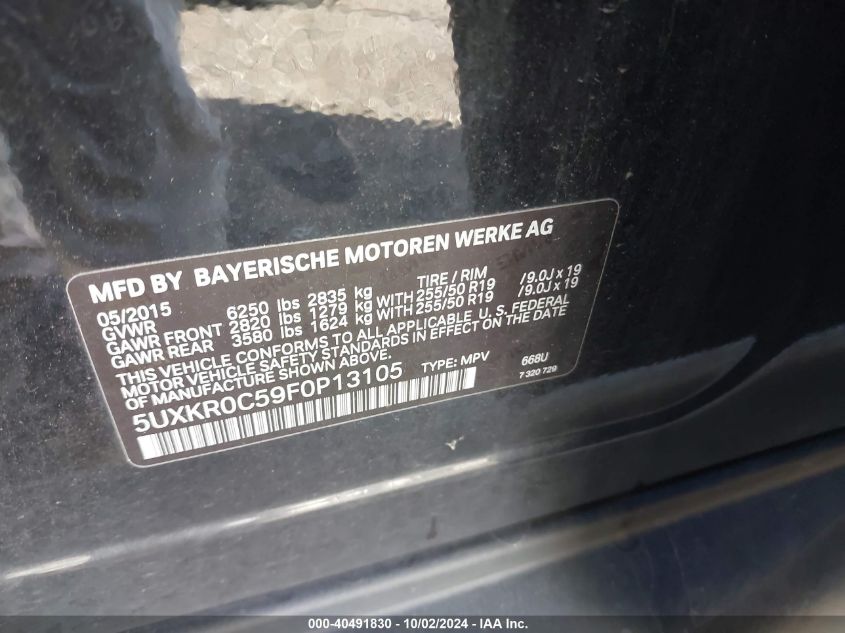 MFD BY BAYERISCHE MOTOREN WERKE AG
05/2015 TIRE / RIM
GVWR 6250 lbs 2835 kg
GAWR FRONT 2820 lbs 1279 kg WITH 255/50 R19 /9.0J x 19
GAWR REAR 3580 lbs 1624 kg WITH 255/50 R19 /9.0J x 19
THIS VEHICLE CONFORMS TO ALL APPLICABLE U. S. FEDERAL
MOTOR VEHICLE SAFETY STANDARDS IN EFFECT ON THE DATE
OF MANUFACTURE SHOWN ABOVE.
5UXKR0C59F0P13105 TYPE: MPV 668U
7 320 729
000-40491830 - 10/02/2024 - IAA Inc.